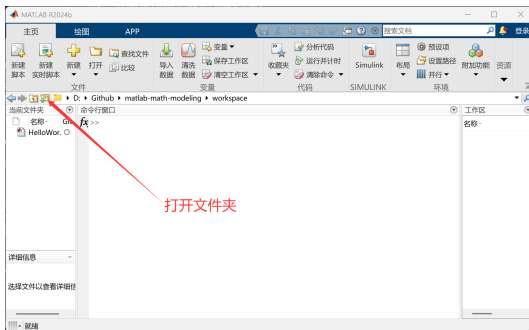 MATLAB R2024b
主页 绘图 APP
搜索文档 登录
新建脚本 新建实时脚本 新建 打开 查找文件 比较
导入数据 清洗数据 变量 保存工作区 清空工作区
收藏夹 分析代码 运行并计时 清除命令
Simulink 布局 预设项 设置路径 并行 附加功能 资源
文件 变量 代码 SIMULINK 环境
D: Github matlab-math-modeling workspace
当前文件夹 命令行窗口 工作区
名称 Git fx >> 名称
HelloWor...
打开文件夹
详细信息
选择文件以查看详细信
就绪